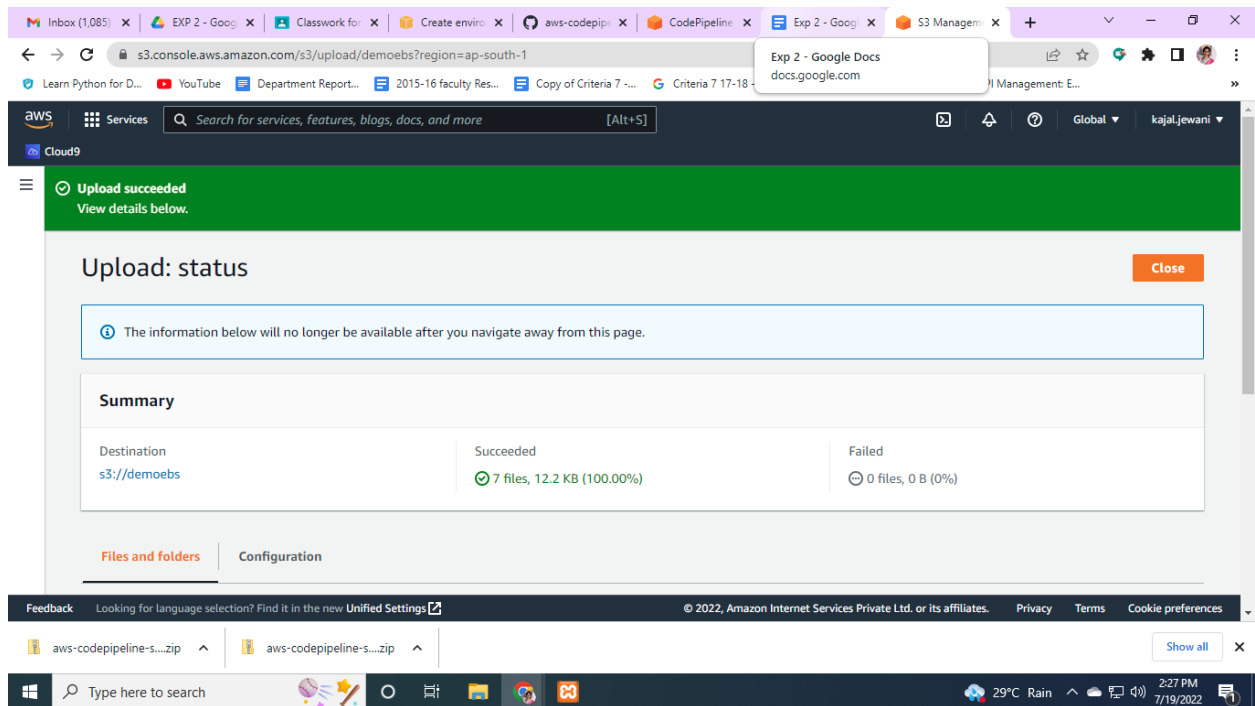 Inbox (1,085)
EXP 2 - Goog
Classwork for
Create enviro
aws-codepipe
CodePipeline
Exp 2 - Googl
S3 Managem
s3.console.aws.amazon.com/s3/upload/demoebs?region=ap-south-1
Exp 2 - Google Docs
docs.google.com
Learn Python for D...
YouTube
Department Report...
2015-16 faculty Res...
Copy of Criteria 7 -...
Criteria 7 17-18 -
I Management: E...
»
aws
Services
Search for services, features, blogs, docs, and more
[Alt+S]
Global
kajal.jewani
Cloud9
Upload succeeded
View details below.
Upload: status
Close
The information below will no longer be available after you navigate away from this page.
Summary
Destination
Succeeded
Failed
s3://demoebs
7 files, 12.2 KB (100.00%)
0 files, 0 B (0%)
Files and folders
Configuration
Feedback
Looking for language selection? Find it in the new Unified Settings
© 2022, Amazon Internet Services Private Ltd. or its affiliates.
Privacy
Terms
Cookie preferences
aws-codepipeline-s....zip
aws-codepipeline-s....zip
Show all
Type here to search
29°C Rain
2:27 PM
7/19/2022
1